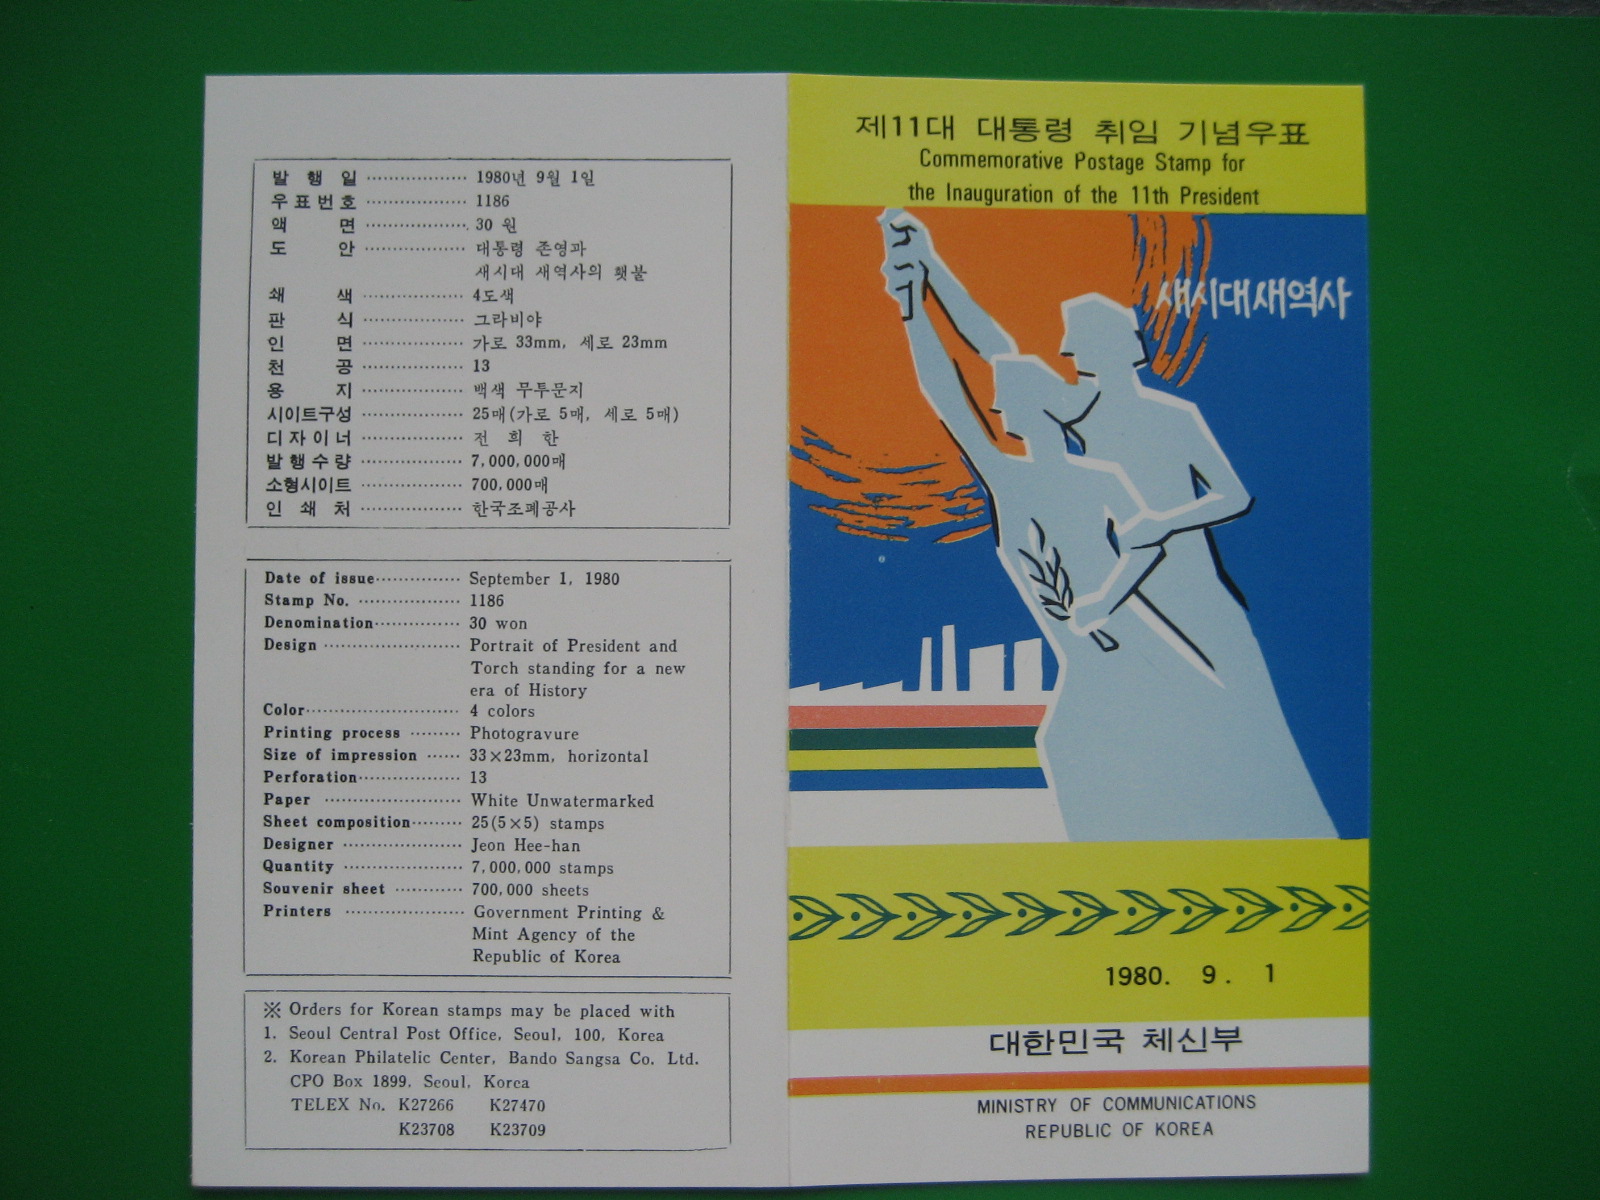 발 행 일 ·················· 1980년 9월 1일
우표번호 ·················· 1186
액 면 ·················· 30 원
도 안 ·················· 대통령 존영과
새시대 새역사의 횃불
쇄 색 ·················· 4도색
판 식 ·················· 그라비야
인 면 ·················· 가로 33mm, 세로 23mm
천 공 ·················· 13
용 지 ·················· 백색 무투문지
시이트구성 ·················· 25매(가로 5매, 세로 5매)
디자이너 ·················· 전 희 한
발행수량 ·················· 7,000,000매
소형시이트 ·················· 700,000매
인 쇄 처 ·················· 한국조폐공사
Date of issue ··············· September 1, 1980
Stamp No. ·················· 1186
Denomination ··············· 30 won
Design ························ Portrait of President and
Torch standing for a new
era of History
Color ··························· 4 colors
Printing process ········· Photogravure
Size of impression ······ 33×23mm, horizontal
Perforation ·················· 13
Paper ························ White Unwatermarked
Sheet composition ········· 25(5×5) stamps
Designer ····················· Jeon Hee-han
Quantity ····················· 7,000,000 stamps
Souvenir sheet ············ 700,000 sheets
Printers ····················· Government Printing &
Mint Agency of the
Republic of Korea
※ Orders for Korean stamps may be placed with
1. Seoul Central Post Office, Seoul, 100, Korea
2. Korean Philatelic Center, Bando Sangsa Co. Ltd.
CPO Box 1899, Seoul, Korea
TELEX No. K27266 K27470
K23708 K23709
제11대 대통령 취임 기념우표
Commemorative Postage Stamp for
the Inauguration of the 11th President
새시대새역사
1980. 9. 1
대한민국 체신부
MINISTRY OF COMMUNICATIONS
REPUBLIC OF KOREA